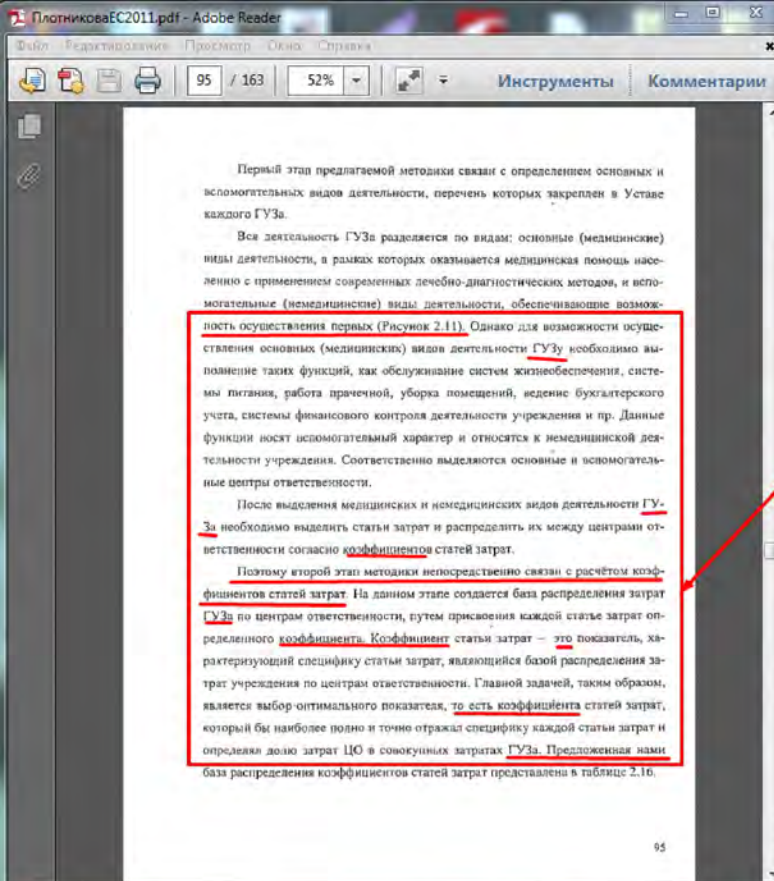 ПлотниковаЕС2011.pdf - Adobe Reader
Файл Редактирование Просмотр Окно Справка
95 / 163 52% Инструменты Комментарии
Первый этап предлагаемой методики связан с определением основных и
вспомогательных видов деятельности, перечень которых закреплен в Уставе
каждого ГУЗа.
Вся деятельность ГУЗа разделяется по видам: основные (медицинские)
виды деятельности, в рамках которых оказывается медицинская помощь насе-
лению с применением современных лечебно-диагностических методов, и вспо-
могательные (немедицинские) виды деятельности, обеспечивающие возмож-
ность осуществления первых (Рисунок 2.11). Однако для возможности осуще-
ствления основных (медицинских) видов деятельности ГУЗу необходимо вы-
полнение таких функций, как обслуживание систем жизнеобеспечения, систе-
мы питания, работа прачечной, уборка помещений, ведение бухгалтерского
учета, системы финансового контроля деятельности учреждения и пр. Данные
функции носят вспомогательный характер и относятся к немедицинской дея-
тельности учреждения. Соответственно выделяются основные и вспомогатель-
ные центры ответственности.
После выделения медицинских и немедицинских видов деятельности ГУ-
За необходимо выделить статьи затрат и распределить их между центрами от-
ветственности согласно коэффициентов статей затрат.
Поэтому второй этап методики непосредственно связан с расчётом коэф-
фициентов статей затрат. На данном этапе создается база распределения затрат
ГУЗа по центрам ответственности, путем присвоения каждой статье затрат оп-
ределенного коэффициента. Коэффициент статьи затрат – это показатель, ха-
рактеризующий специфику статьи затрат, являющийся базой распределения за-
трат учреждения по центрам ответственности. Главной задачей, таким образом,
является выбор оптимального показателя, то есть коэффициента статей затрат,
который бы наиболее полно и точно отражал специфику каждой статьи затрат и
определял долю затрат ЦО в совокупных затратах ГУЗа. Предложенная нами
база распределения коэффициентов статей затрат представлена в таблице 2.16.
95